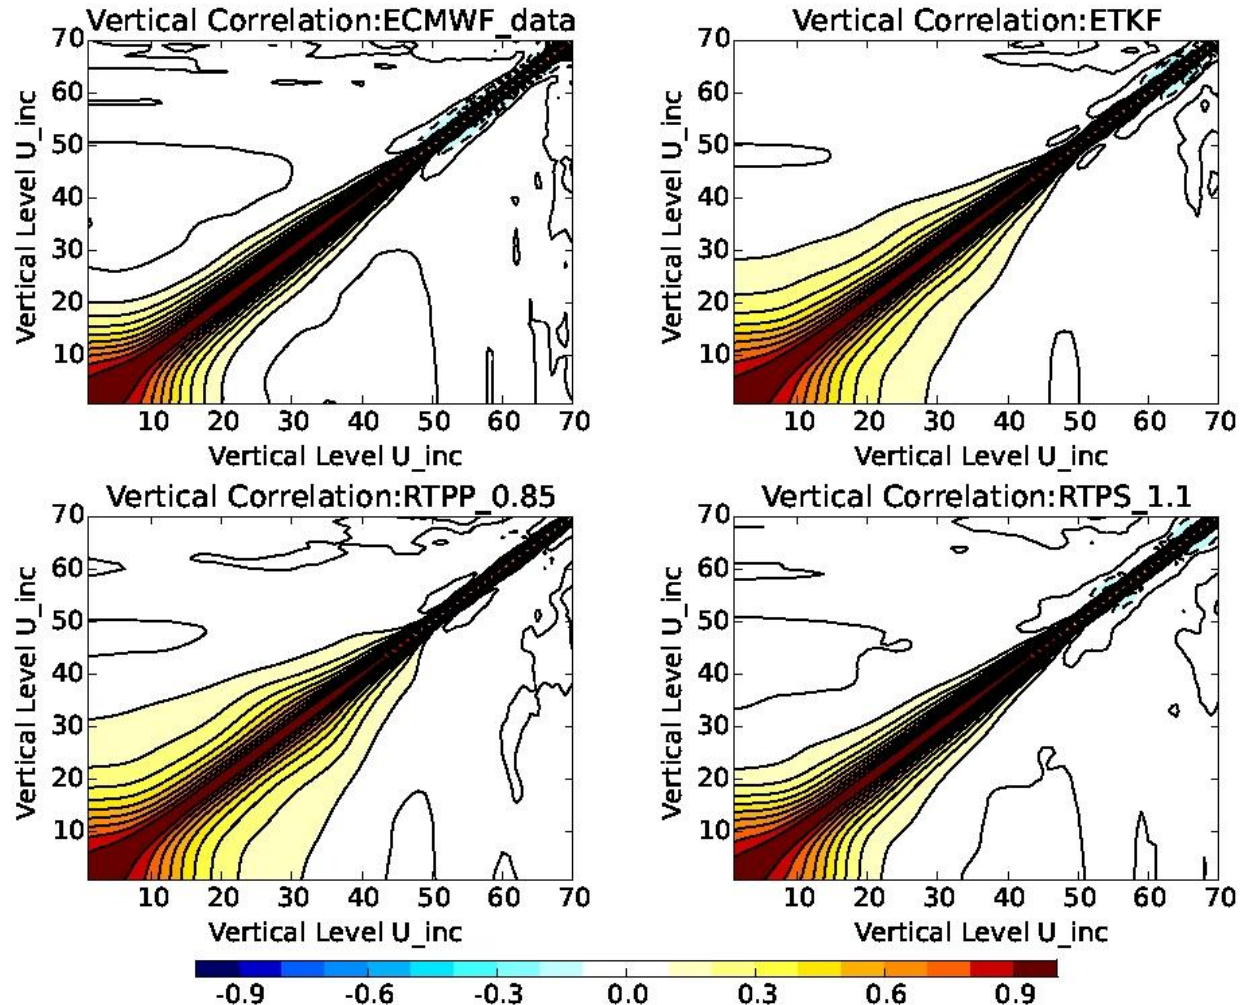 Vertical Correlation:ECMWF_data
Vertical Correlation:ETKF
70
60
50
40
30
20
10
Vertical Level U_inc
10 20 30 40 50 60 70
Vertical Level U_inc
70
60
50
40
30
20
10
Vertical Level U_inc
10 20 30 40 50 60 70
Vertical Level U_inc
Vertical Correlation:RTPP_0.85
Vertical Correlation:RTPS_1.1
70
60
50
40
30
20
10
Vertical Level U_inc
10 20 30 40 50 60 70
Vertical Level U_inc
70
60
50
40
30
20
10
Vertical Level U_inc
10 20 30 40 50 60 70
Vertical Level U_inc
-0.9 -0.6 -0.3 0.0 0.3 0.6 0.9